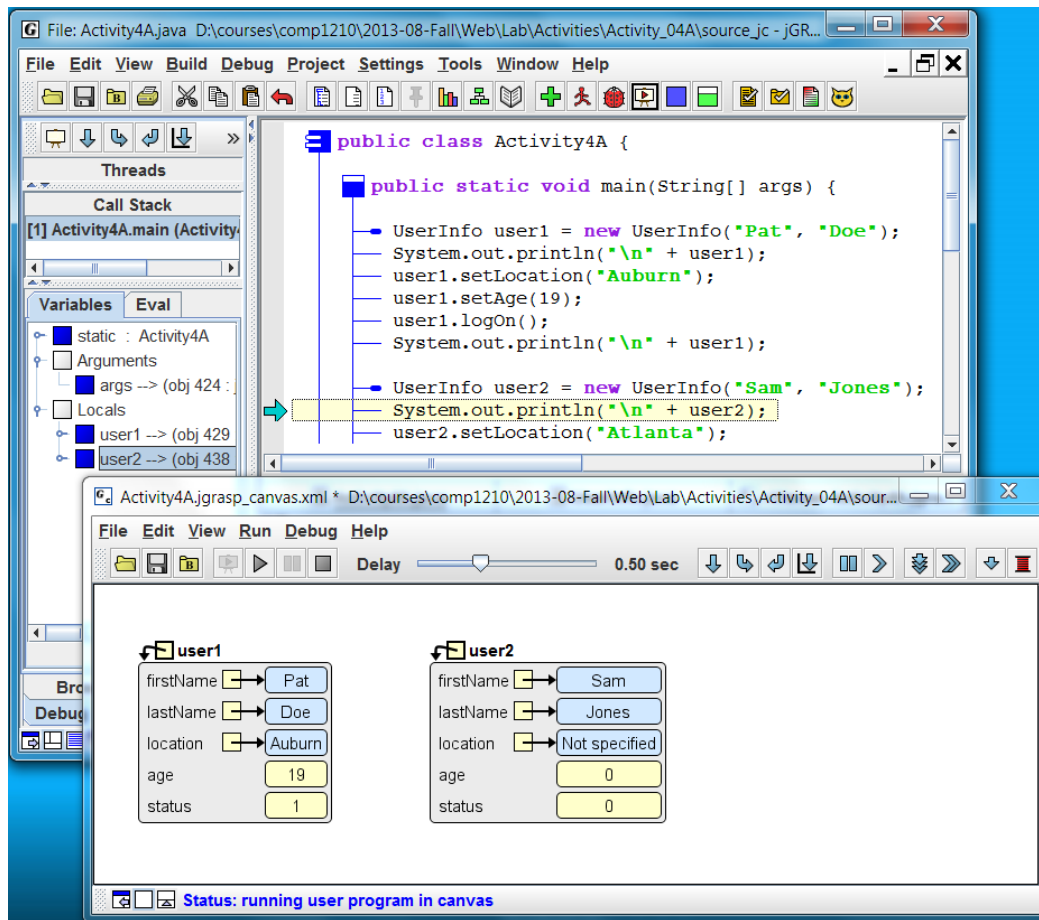 File: Activity4A.java D:\courses\comp1210\2013-08-Fall\Web\Lab\Activities\Activity_04A\source_jc - jGR...
File Edit View Build Debug Project Settings Tools Window Help
Threads
Call Stack
[1] Activity4A.main (Activity
Variables Eval
static : Activity4A
Arguments
args --> (obj 424 :
Locals
user1 --> (obj 429
user2 --> (obj 438
public class Activity4A {
public static void main(String[] args) {
UserInfo user1 = new UserInfo("Pat", "Doe");
System.out.println("\n" + user1);
user1.setLocation("Auburn");
user1.setAge(19);
user1.logOn();
System.out.println("\n" + user1);
UserInfo user2 = new UserInfo("Sam", "Jones");
System.out.println("\n" + user2);
user2.setLocation("Atlanta");
Bro
Debug
Activity4A.jgrasp_canvas.xml * D:\courses\comp1210\2013-08-Fall\Web\Lab\Activities\Activity_04A\sour...
File Edit View Run Debug Help
Delay 0.50 sec
user1
firstName Pat
lastName Doe
location Auburn
age 19
status 1
user2
firstName Sam
lastName Jones
location Not specified
age 0
status 0
Status: running user program in canvas